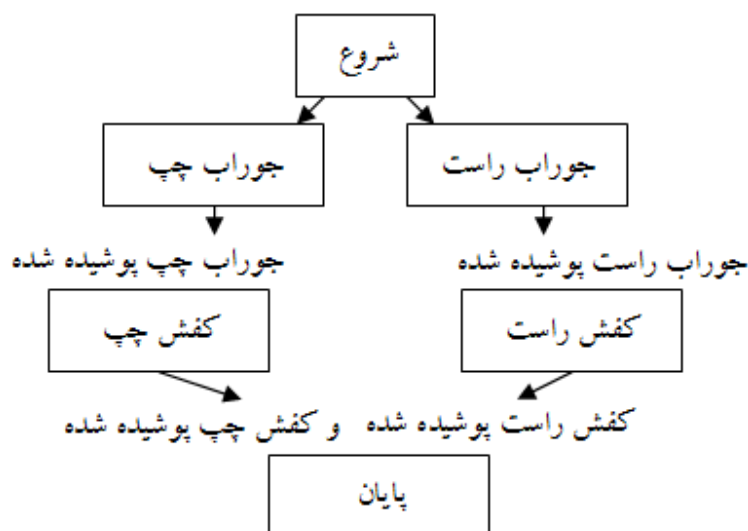 شروع
جوراب راست
جوراب چپ
جوراب راست پوشیده شده
جوراب چپ پوشیده شده
کفش راست
کفش چپ
کفش راست پوشیده شده و کفش چپ پوشیده شده
پایان